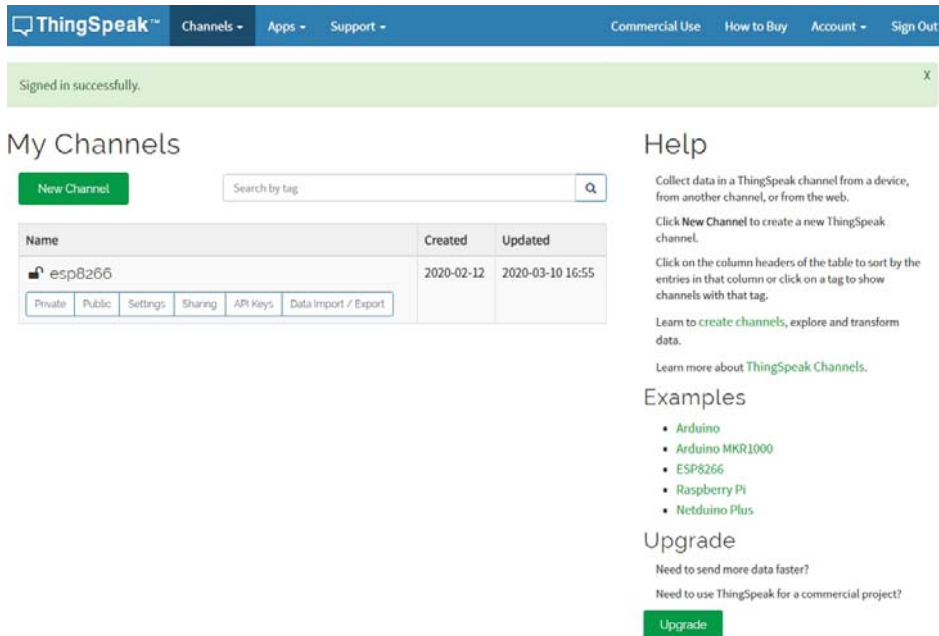 ThingSpeak™ Channels Apps Support Commercial Use How to Buy Account Sign Out
Signed in successfully.
X
My Channels
New Channel
Search by tag
Name Created Updated
esp8266 2020-02-12 2020-03-10 16:55
Private Public Settings Sharing API Keys Data Import / Export
Help
Collect data in a ThingSpeak channel from a device,
from another channel, or from the web.
Click New Channel to create a new ThingSpeak
channel.
Click on the column headers of the table to sort by the
entries in that column or click on a tag to show
channels with that tag.
Learn to create channels, explore and transform
data.
Learn more about ThingSpeak Channels.
Examples
Arduino
Arduino MKR1000
ESP8266
Raspberry Pi
Netduino Plus
Upgrade
Need to send more data faster?
Need to use ThingSpeak for a commercial project?
Upgrade